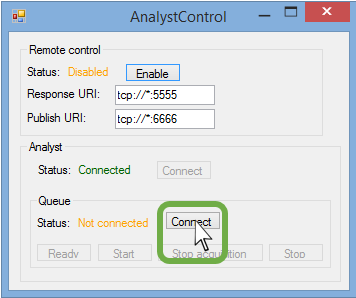 AnalystControl
Remote control
Status: Disabled Enable
Response URI: tcp://*:5555
Publish URI: tcp://*:6666
Analyst
Status: Connected Connect
Queue
Status: Not connected Connect
Ready Start Stop acquisition Stop